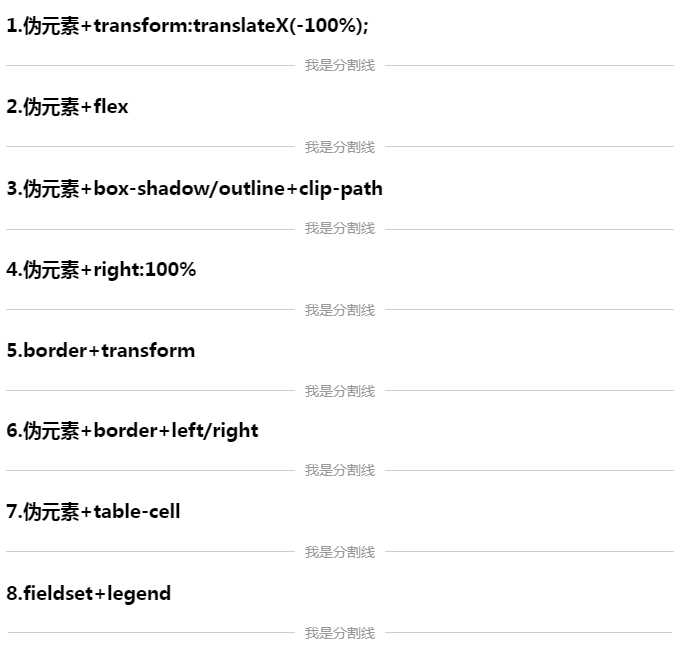 1.伪元素+transform:translateX(-100%);
我是分割线
2.伪元素+flex
我是分割线
3.伪元素+box-shadow/outline+clip-path
我是分割线
4.伪元素+right:100%
我是分割线
5.border+transform
我是分割线
6.伪元素+border+left/right
我是分割线
7.伪元素+table-cell
我是分割线
8.fieldset+legend
我是分割线